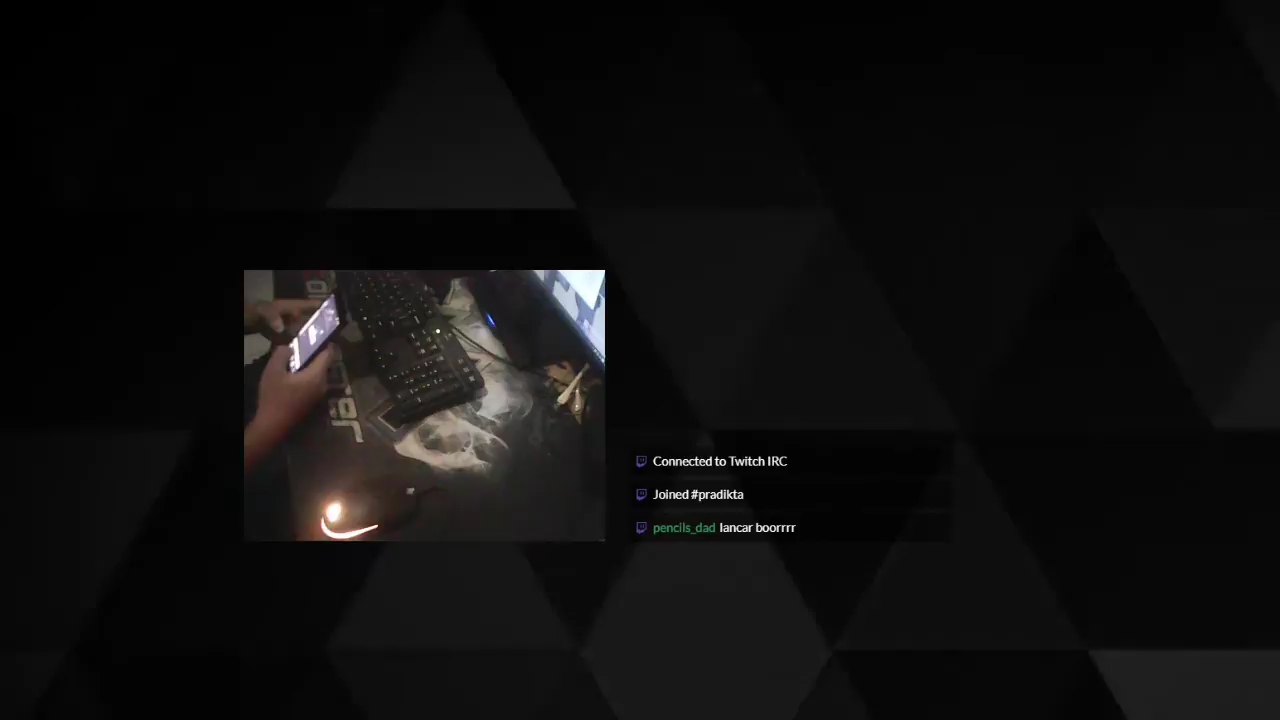 Connected to Twitch IRC
Joined #pradikta
pencils_dad lancar boorrrr